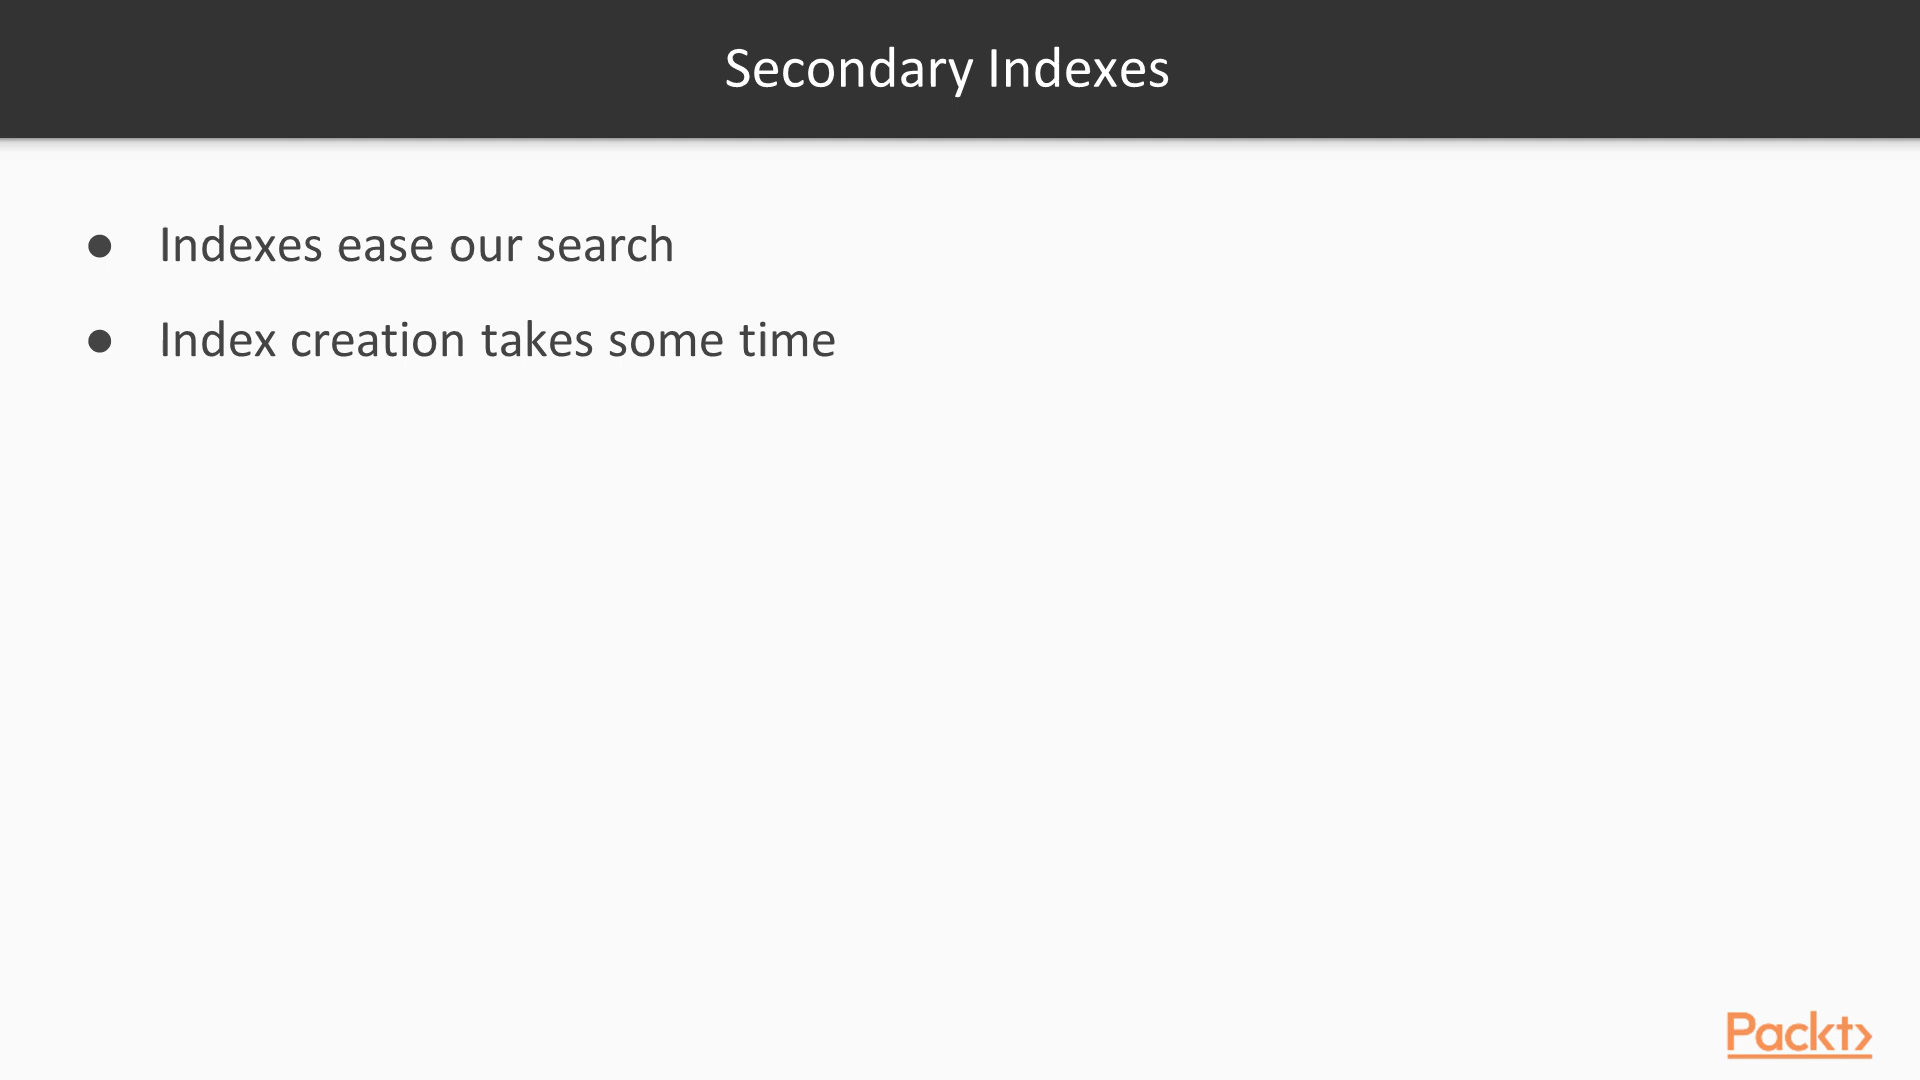 Secondary Indexes
● Indexes ease our search
● Index creation takes some time
Packt>